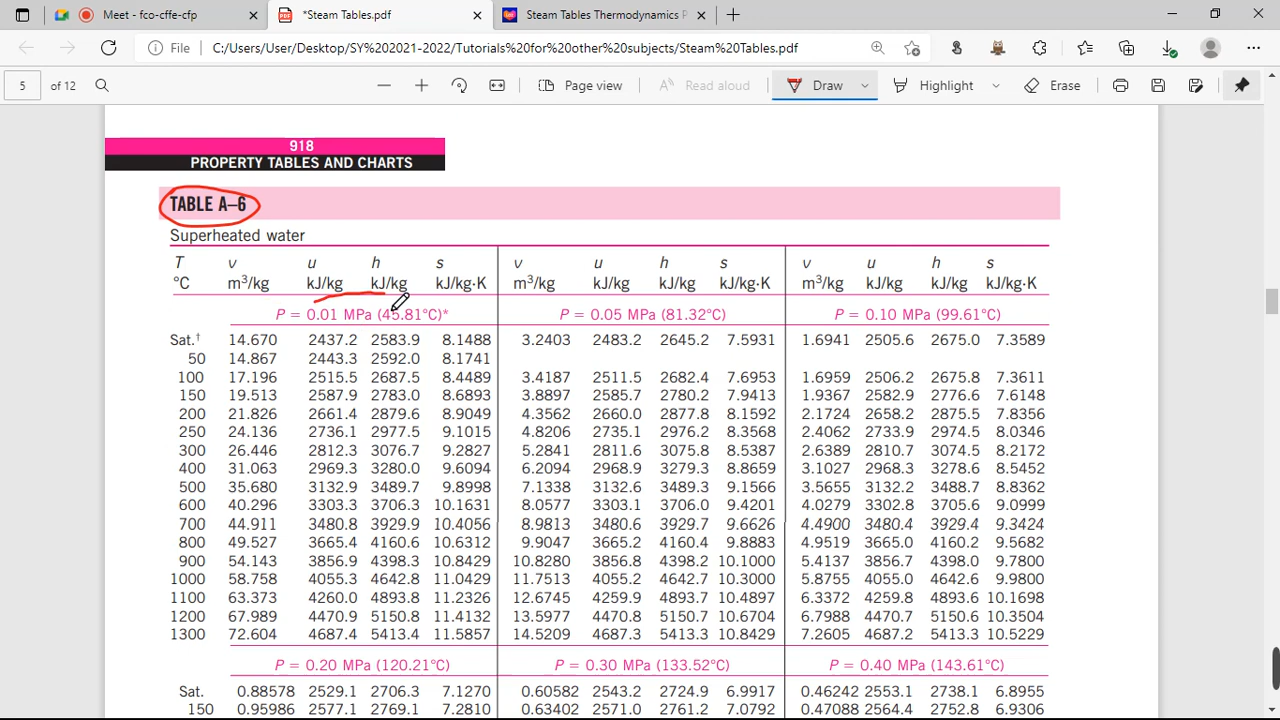 Meet - fco-cffe-cfp
*Steam Tables.pdf
Steam Tables Thermodynamics P
File C:/Users/User/Desktop/SY%202021-2022/Tutorials%20for%20other%20subjects/Steam%20Tables.pdf
5 of 12 Page view Read aloud Draw Highlight Erase
918
PROPERTY TABLES AND CHARTS
TABLE A–6
Superheated water
T v u h s v u h s v u h s
°C m³/kg kJ/kg kJ/kg kJ/kg·K m³/kg kJ/kg kJ/kg kJ/kg·K m³/kg kJ/kg kJ/kg kJ/kg·K
P = 0.01 MPa (45.81°C)* P = 0.05 MPa (81.32°C) P = 0.10 MPa (99.61°C)
Sat.† 14.670 2437.2 2583.9 8.1488 3.2403 2483.2 2645.2 7.5931 1.6941 2505.6 2675.0 7.3589
50 14.867 2443.3 2592.0 8.1741
100 17.196 2515.5 2687.5 8.4489 3.4187 2511.5 2682.4 7.6953 1.6959 2506.2 2675.8 7.3611
150 19.513 2587.9 2783.0 8.6893 3.8897 2585.7 2780.2 7.9413 1.9367 2582.9 2776.6 7.6148
200 21.826 2661.4 2879.6 8.9049 4.3562 2660.0 2877.8 8.1592 2.1724 2658.2 2875.5 7.8356
250 24.136 2736.1 2977.5 9.1015 4.8206 2735.1 2976.2 8.3568 2.4062 2733.9 2974.5 8.0346
300 26.446 2812.3 3076.7 9.2827 5.2841 2811.6 3075.8 8.5387 2.6389 2810.7 3074.5 8.2172
400 31.063 2969.3 3280.0 9.6094 6.2094 2968.9 3279.3 8.8659 3.1027 2968.3 3278.6 8.5452
500 35.680 3132.9 3489.7 9.8998 7.1338 3132.6 3489.3 9.1566 3.5655 3132.2 3488.7 8.8362
600 40.296 3303.3 3706.3 10.1631 8.0577 3303.1 3706.0 9.4201 4.0279 3302.8 3705.6 9.0999
700 44.911 3480.8 3929.9 10.4056 8.9813 3480.6 3929.7 9.6626 4.4900 3480.4 3929.4 9.3424
800 49.527 3665.4 4160.6 10.6312 9.9047 3665.2 4160.4 9.8883 4.9519 3665.0 4160.2 9.5682
900 54.143 3856.9 4398.3 10.8429 10.8280 3856.8 4398.2 10.1000 5.4137 3856.7 4398.0 9.7800
1000 58.758 4055.3 4642.8 11.0429 11.7513 4055.2 4642.7 10.3000 5.8755 4055.0 4642.6 9.9800
1100 63.373 4260.0 4893.8 11.2326 12.6745 4259.9 4893.7 10.4897 6.3372 4259.8 4893.6 10.1698
1200 67.989 4470.9 5150.8 11.4132 13.5977 4470.8 5150.7 10.6704 6.7988 4470.7 5150.6 10.3504
1300 72.604 4687.4 5413.4 11.5857 14.5209 4687.3 5413.3 10.8429 7.2605 4687.2 5413.3 10.5229
P = 0.20 MPa (120.21°C) P = 0.30 MPa (133.52°C) P = 0.40 MPa (143.61°C)
Sat. 0.88578 2529.1 2706.3 7.1270 0.60582 2543.2 2724.9 6.9917 0.46242 2553.1 2738.1 6.8955
150 0.95986 2577.1 2769.1 7.2810 0.63402 2571.0 2761.2 7.0792 0.47088 2564.4 2752.8 6.9306